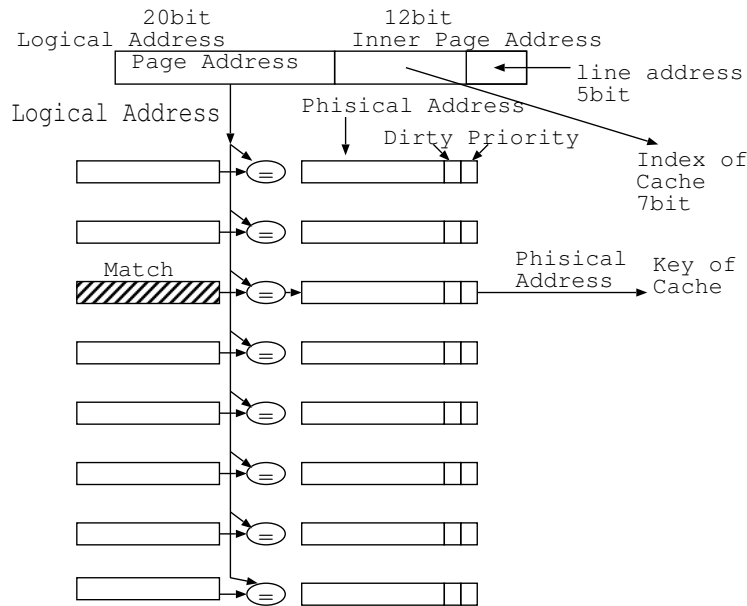 20bit
12bit
Logical Address
Inner Page Address
Page Address
line address
5bit
Logical Address
Phisical Address
Dirty
Priority
Index of
Cache
7bit
=
=
Match
Phisical
Address
Key of
Cache
=
=
=
=
=
=